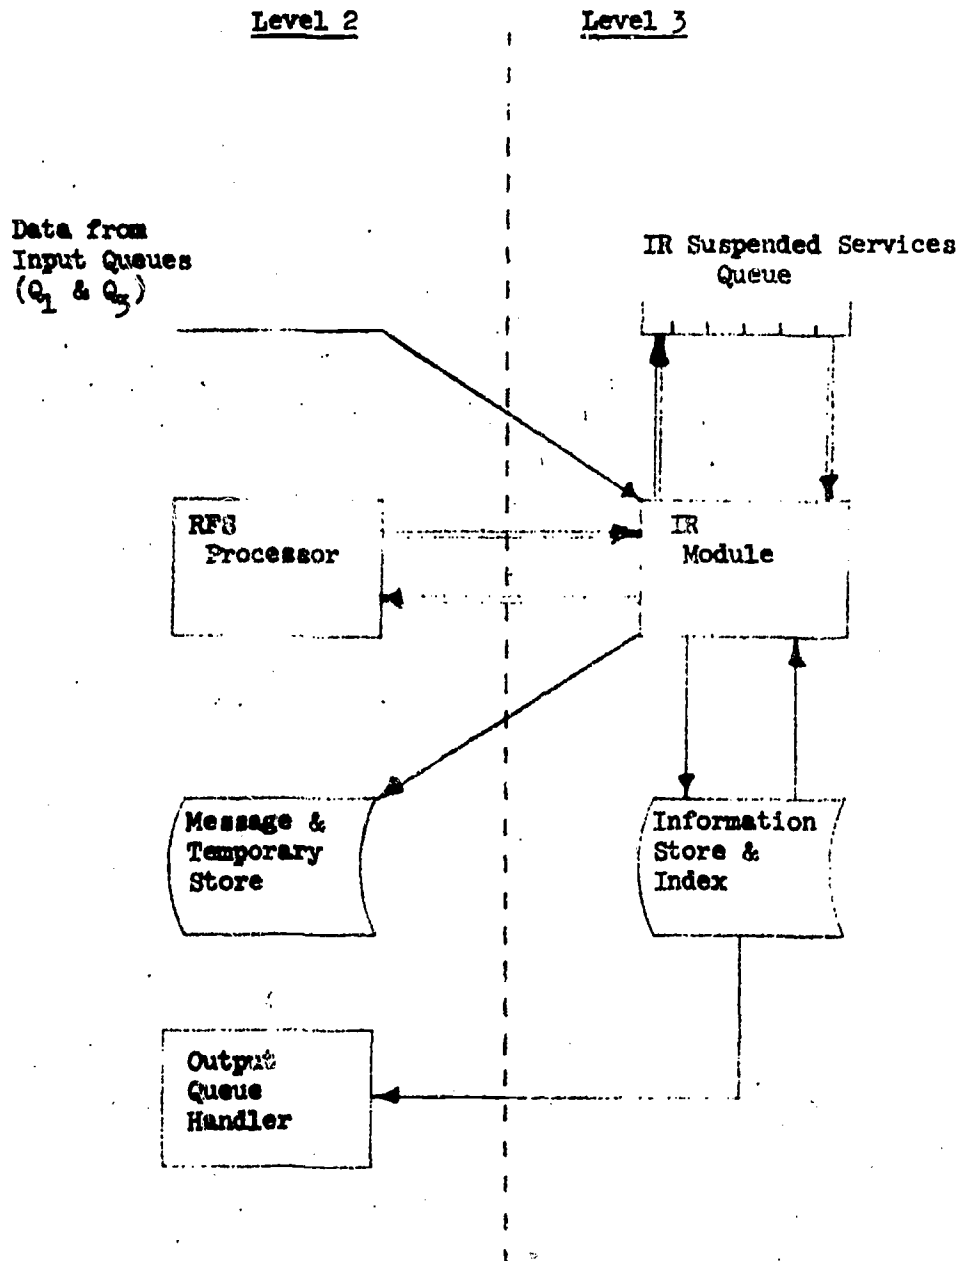 Level 2
Level 3
Data from
Input Queues
(Q1 & Q3)
IR Suspended Services
Queue
RFS
Processor
IR
Module
Message &
Temporary
Store
Information
Store &
Index
Output
Queue
Handler